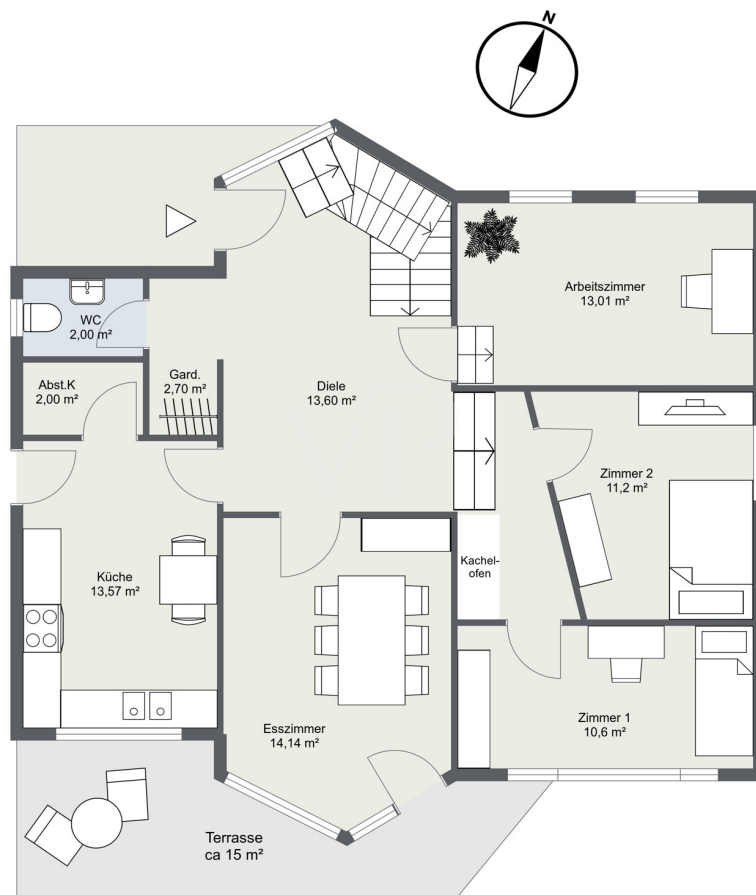 N
Arbeitszimmer
13,01 m²
WC
2,00 m²
Abst.K
2,00 m²
Gard.
2,70 m²
Diele
13,60 m²
Zimmer 2
11,2 m²
Kachel-
ofen
Küche
13,57 m²
Esszimmer
14,14 m²
Zimmer 1
10,6 m²
Terrasse
ca 15 m²